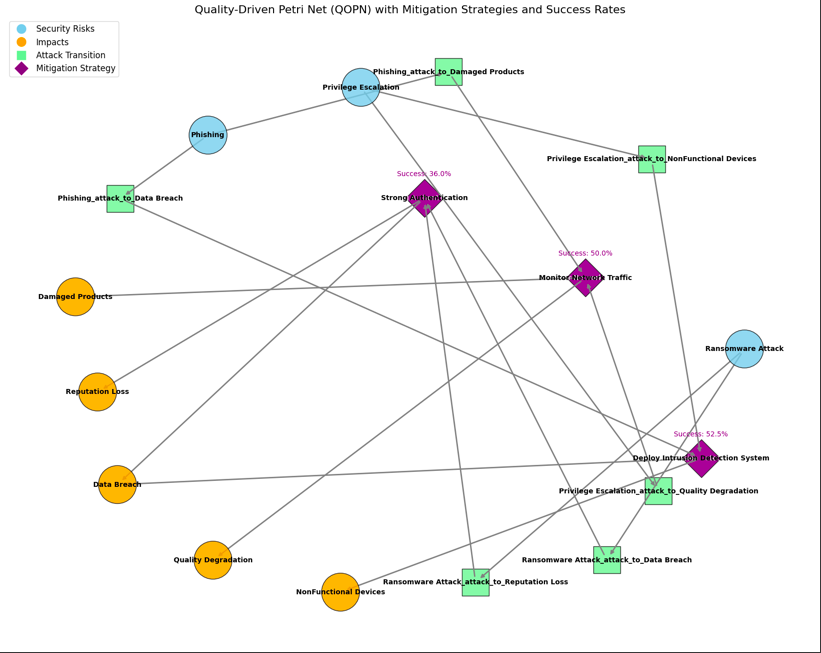 Quality-Driven Petri Net (QOPN) with Mitigation Strategies and Success Rates
Security Risks
Impacts
Attack Transition
Mitigation Strategy
Phishing_attack_to_Damaged Products
Privilege Escalation
Phishing
Privilege Escalation_attack_to_NonFunctional Devices
Success: 36.0%
Phishing_attack_to_Data Breach
Strong Authentication
Success: 50.0%
Monitor Network Traffic
Damaged Products
Ransomware Attack
Reputation Loss
Success: 52.5%
Deploy Intrusion Detection System
Data Breach
Privilege Escalation_attack_to_Quality Degradation
Quality Degradation
Ransomware Attack_attack_to_Data Breach
Ransomware Attack_attack_to_Reputation Loss
NonFunctional Devices